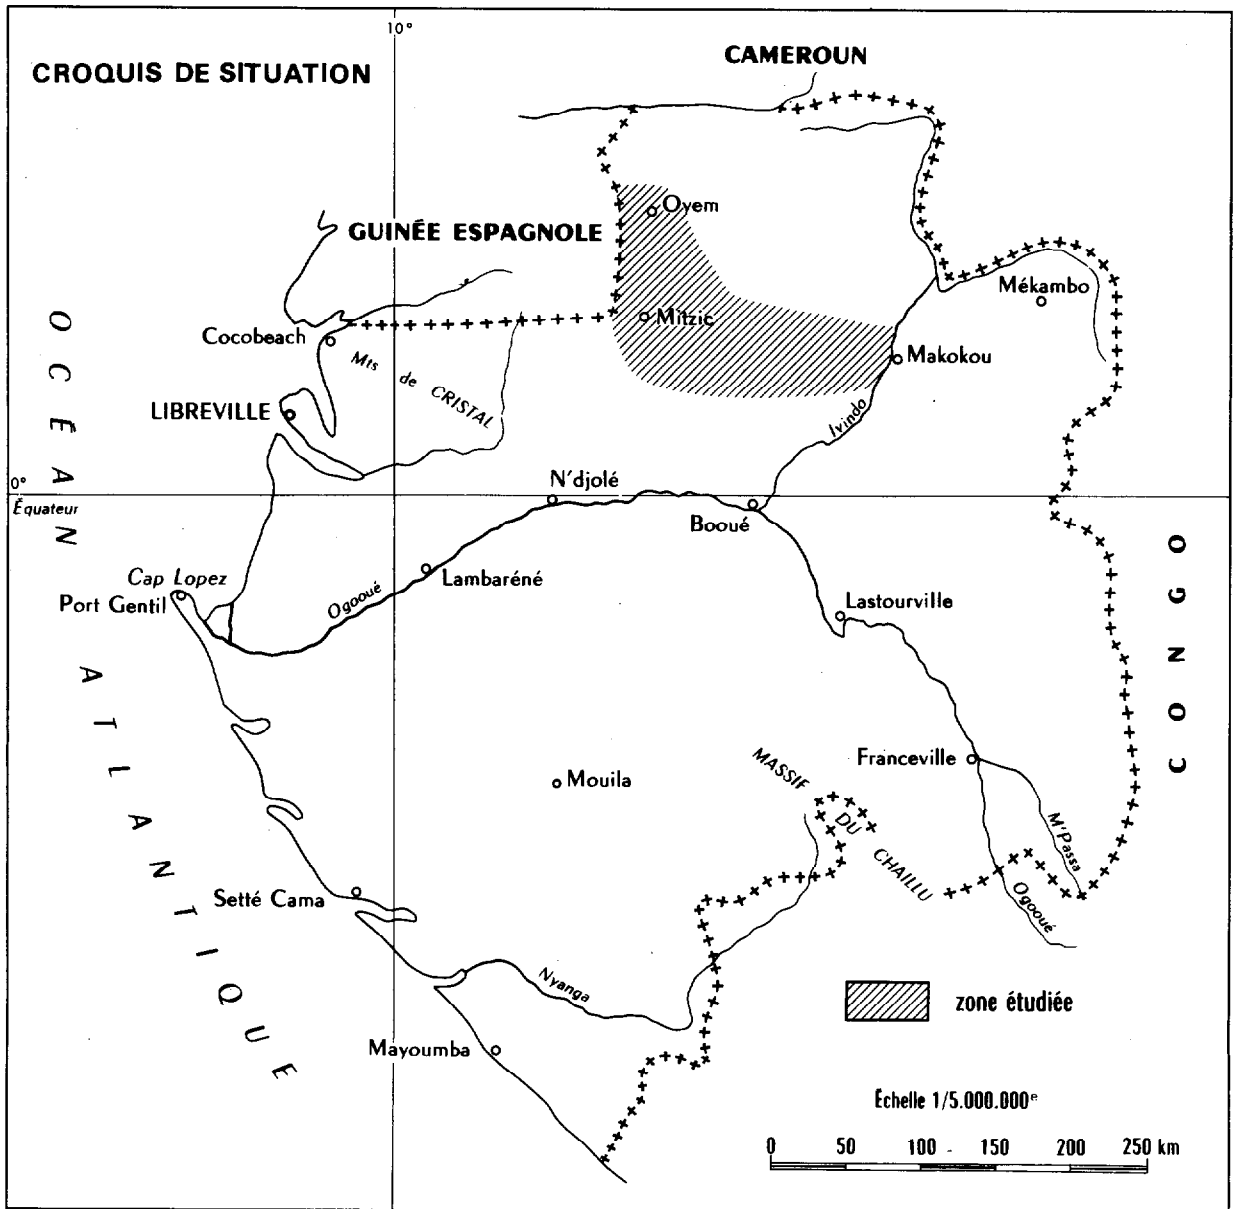 10°
CROQUIS DE SITUATION
CAMEROUN
Oyem
GUINÉE ESPAGNOLE
Mékambo
Mitzic
Cocobeach
Makokou
Mts de CRISTAL
LIBREVILLE
Ivindo
OCÉAN ATLANTIQUE
0°
Équateur
N'djolé
Booué
CONGO
Cap Lopez
Port Gentil
Ogooué
Lambaréné
Lastourville
Franceville
Mouila
MASSIF DU CHAILLU
M'Passa
Setté Cama
Ogooué
Nyanga
zone étudiée
Mayoumba
Échelle 1/5.000.000e
0 50 100 150 200 250 km